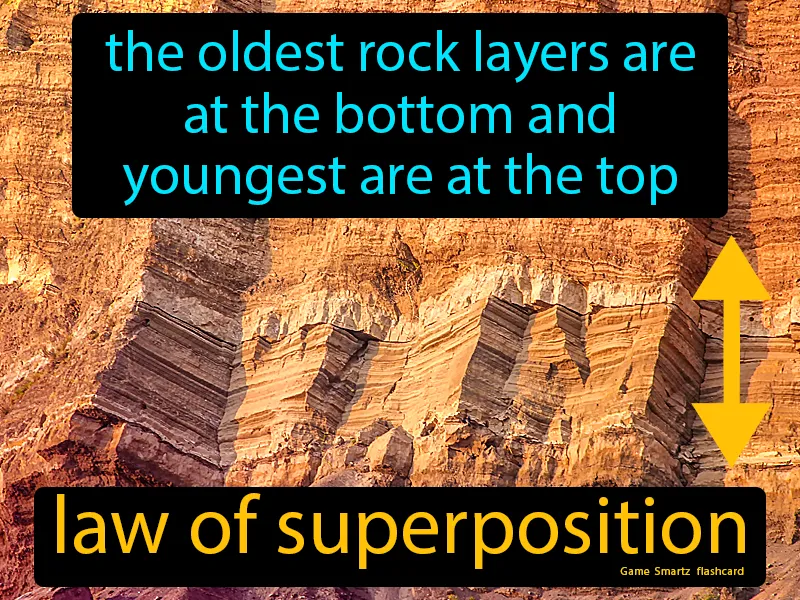 the oldest rock layers are
at the bottom and
youngest are at the top
law of superposition
Game Smartz flashcard